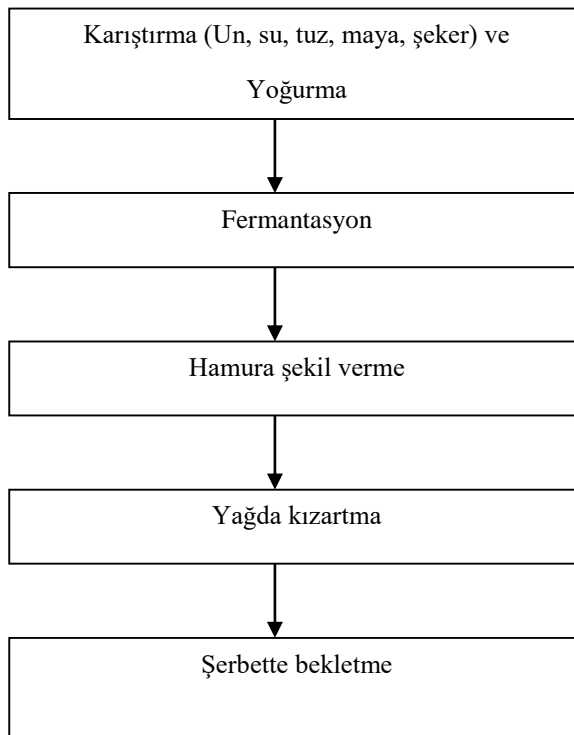 Karıştırma (Un, su, tuz, maya, şeker) ve
Yoğurma
Fermantasyon
Hamura şekil verme
Yağda kızartma
Şerbette bekletme